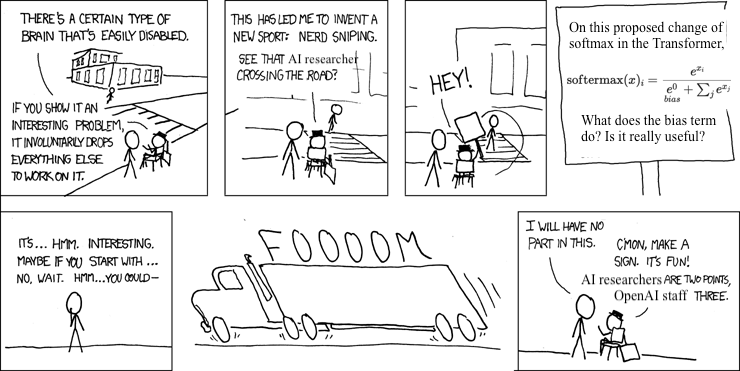 THERE'S A CERTAIN TYPE OF
BRAIN THAT'S EASILY DISABLED.
IF YOU SHOW IT AN
INTERESTING PROBLEM,
IT INVOLUNTARILY DROPS
EVERYTHING ELSE
TO WORK ON IT.
THIS HAS LED ME TO INVENT A
NEW SPORT: NERD SNIPING.
SEE THAT AI researcher
CROSSING THE ROAD?
HEY!
On this proposed change of
softmax in the Transformer,
softermax(x)_i = e^{x_i} / (e^0 + ∑_j e^{x_j})
bias
What does the bias term
do? Is it really useful?
IT'S... HMM. INTERESTING.
MAYBE IF YOU START WITH ...
NO, WAIT. HMM...YOU COULD—
FOOOOM
I WILL HAVE NO
PART IN THIS.
C'MON, MAKE A
SIGN. IT'S FUN!
AI researchers ARE TWO POINTS,
OpenAI staff THREE.